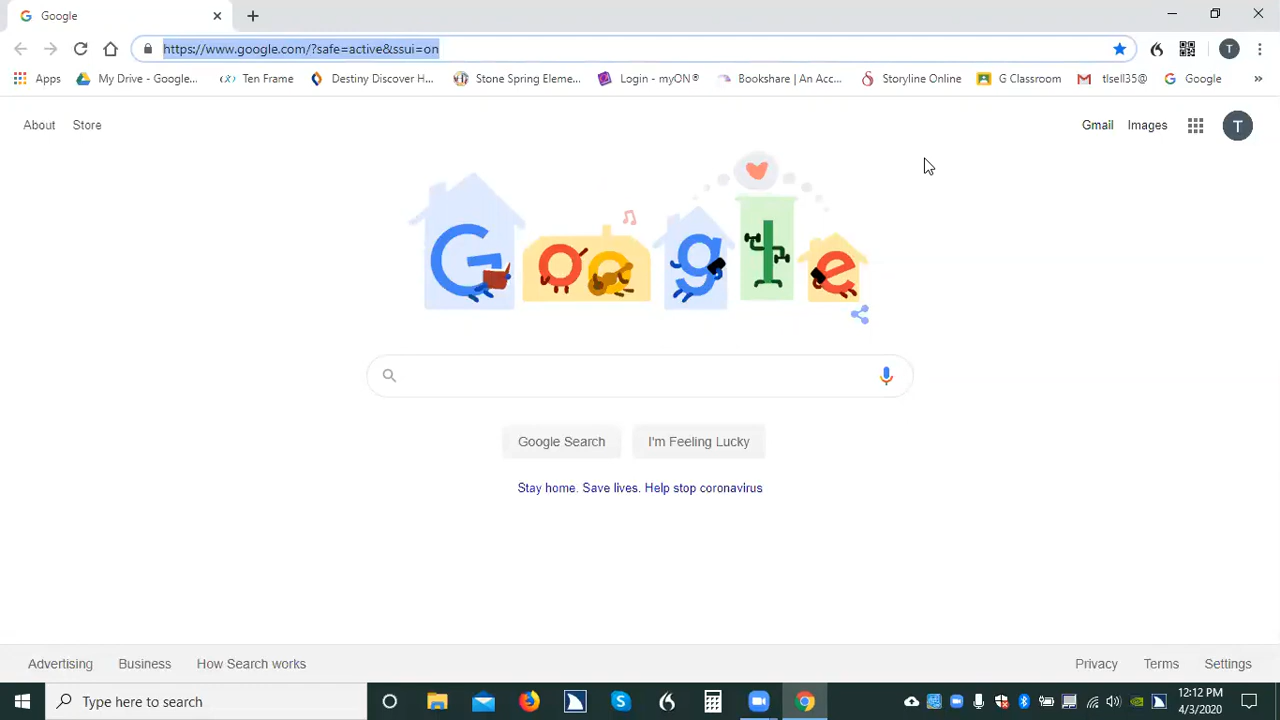 Google
https://www.google.com/?safe=active&ssui=on
Apps My Drive - Google... (x) Ten Frame Destiny Discover H... Stone Spring Eleme... Login - myON® Bookshare | An Acc... Storyline Online G Classroom tlsell35@ Google »
About Store Gmail Images T
Google
Google Search I'm Feeling Lucky
Stay home. Save lives. Help stop coronavirus
Advertising Business How Search works Privacy Terms Settings
Type here to search
12:12 PM
4/3/2020